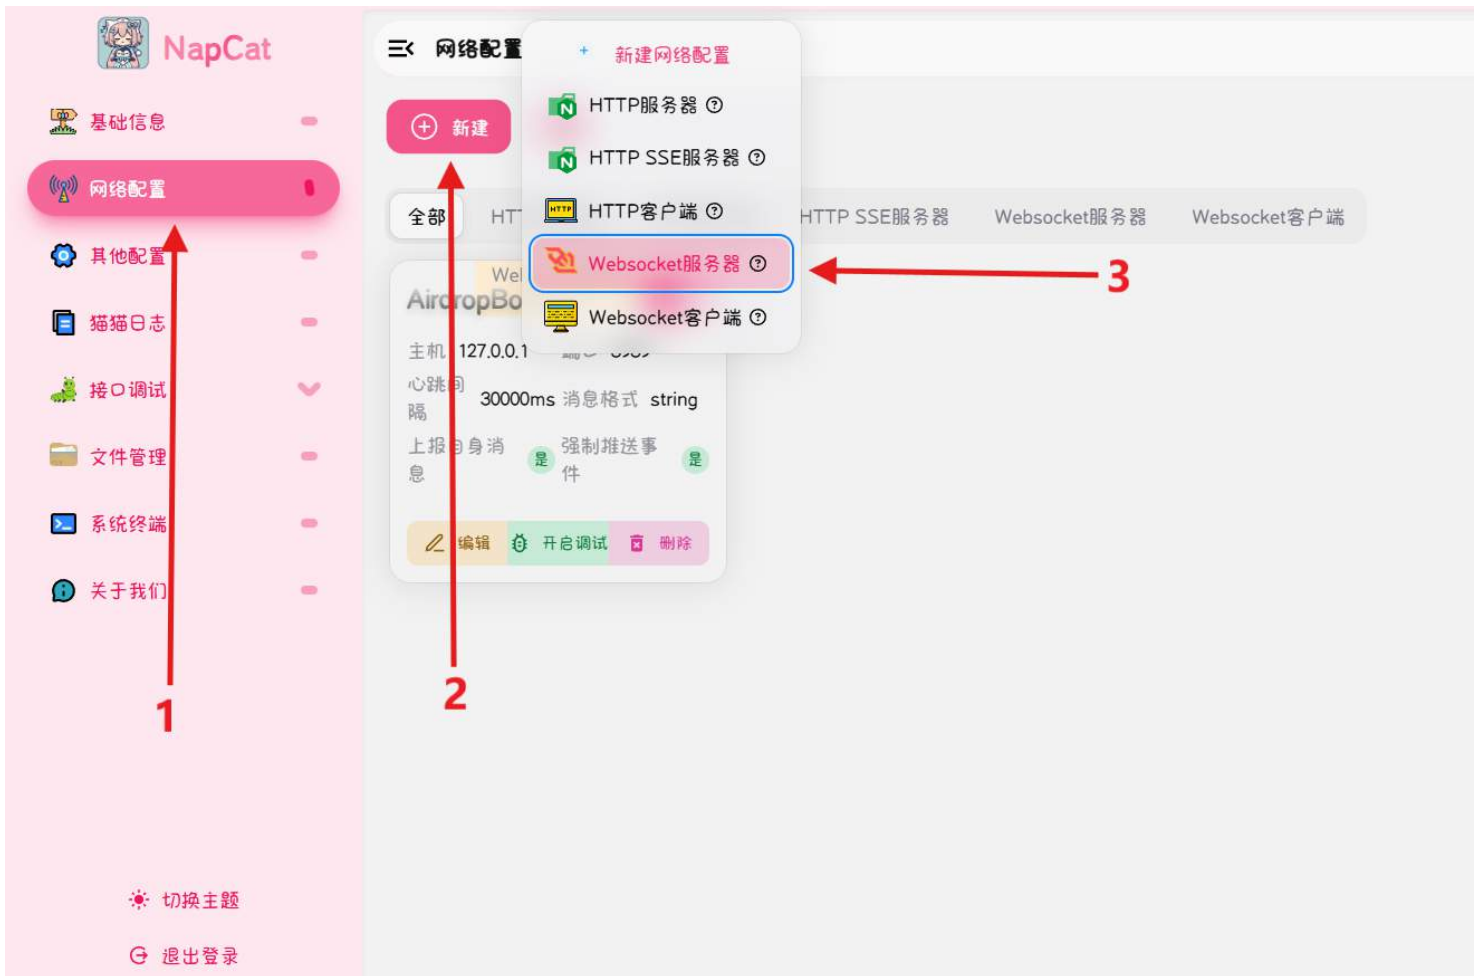 NapCat
基础信息
网络配置
其他配置
猫猫日志
接口调试
文件管理
系统终端
关于我们
切换主题
退出登录
1
网络配置
新建
2
新建网络配置
HTTP服务器
HTTP SSE服务器
HTTP客户端
Websocket服务器
Websocket客户端
3
全部 HTT HTTP SSE服务器 Websocket服务器 Websocket客户端
Wel
AirdropBo
主机 127.0.0.1
心跳间隔 30000ms 消息格式 string
上报自身消息 是 强制推送事件 是
编辑 开启调试 删除